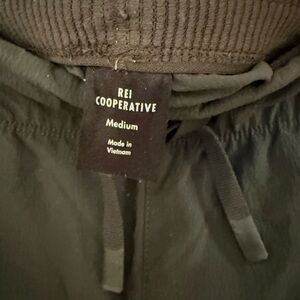 REI
COOPERATIVE
Medium
Made in
Vietnam